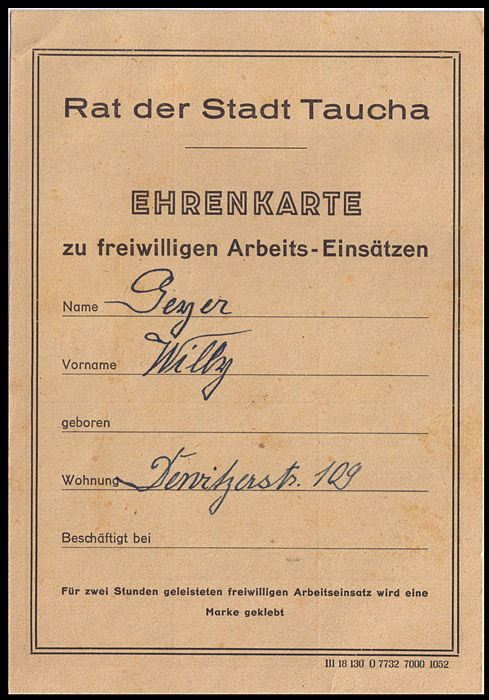 Rat der Stadt Taucha
EHRENKARTE
zu freiwilligen Arbeits-Einsätzen
Name Geyer
Vorname Willy
geboren
Wohnung Dewitzerstr. 109
Beschäftigt bei
Für zwei Stunden geleisteten freiwilligen Arbeitseinsatz wird eine
Marke geklebt
III 18 130 O 7732 7000 1052